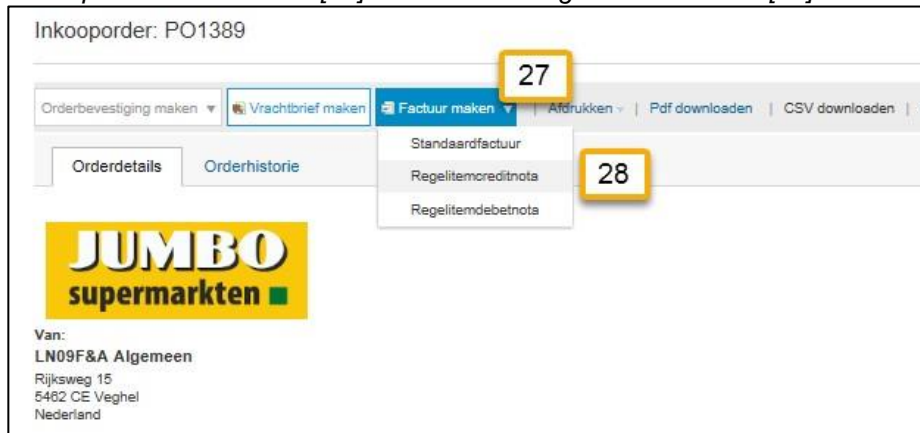 Inkooporder: PO1389
27
Orderbevestiging maken Vrachtbrief maken Factuur maken | Afdrukken | Pdf downloaden | CSV downloaden |
Standaardfactuur
Orderdetails Orderhistorie
Regelitemcreditnota 28
Regelitemdebetnota
JUMBO
supermarkten
Van:
LN09F&A Algemeen
Rijksweg 15
5462 CE Veghel
Nederland